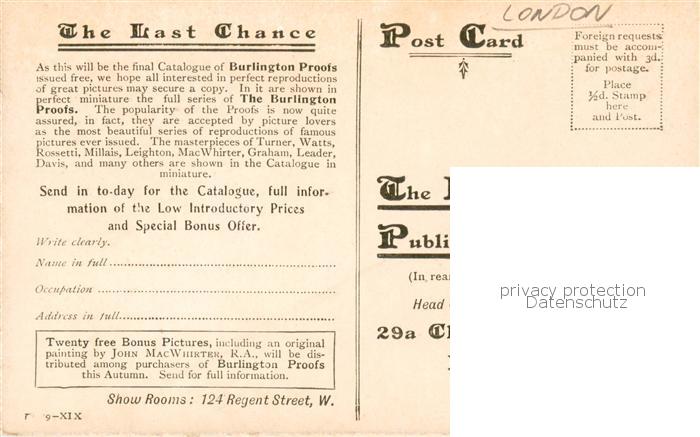 The Last Chance
As this will be the final Catalogue of Burlington Proofs
issued free, we hope all interested in perfect reproductions
of great pictures may secure a copy. In it are shown in
perfect miniature the full series of The Burlington
Proofs. The popularity of the Proofs is now quite
assured, in fact, they are accepted by picture lovers
as the most beautiful series of reproductions of famous
pictures ever issued. The masterpieces of Turner, Watts,
Rossetti, Millais, Leighton, MacWhirter, Graham, Leader,
Davis, and many others are shown in the Catalogue in
miniature.
Send in to-day for the Catalogue, full infor-
mation of the Low Introductory Prices
and Special Bonus Offer.
Write clearly.
Name in full
Occupation
Address in full
Twenty free Bonus Pictures, including an original
painting by John MacWhirter, R.A., will be dis-
tributed among purchasers of Burlington Proofs
this Autumn. Send for full information.
Show Rooms: 124 Regent Street, W.
9-XIX
LONDON
Post Card
Foreign requests
must be accom-
panied with 3d.
for postage.
Place
½d. Stamp
here
and Post.
The
Publi
(In, rea
Head
29a
privacy protection
Datenschutz